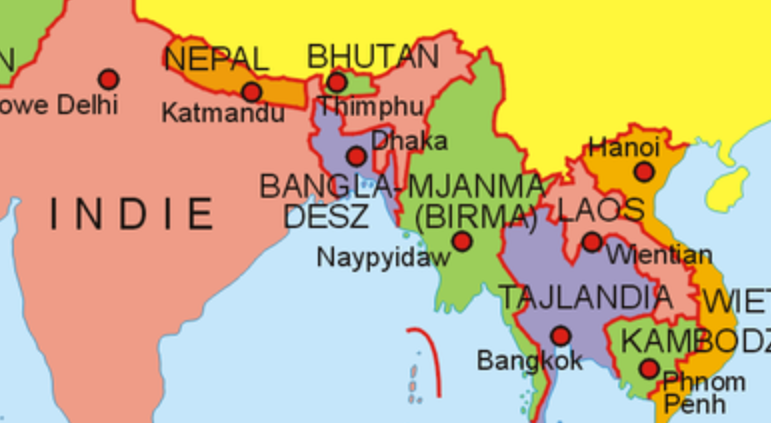 N
NEPAL
BHUTAN
owe Delhi
Katmandu
Thimphu
Dhaka
Hanoi
BANGLA-
DESZ
MJANMA
(BIRMA)
INDIE
LAOS
Naypyidaw
Wientian
TAJLANDIA
WIET
KAMBODZ
Bangkok
Phnom
Penh